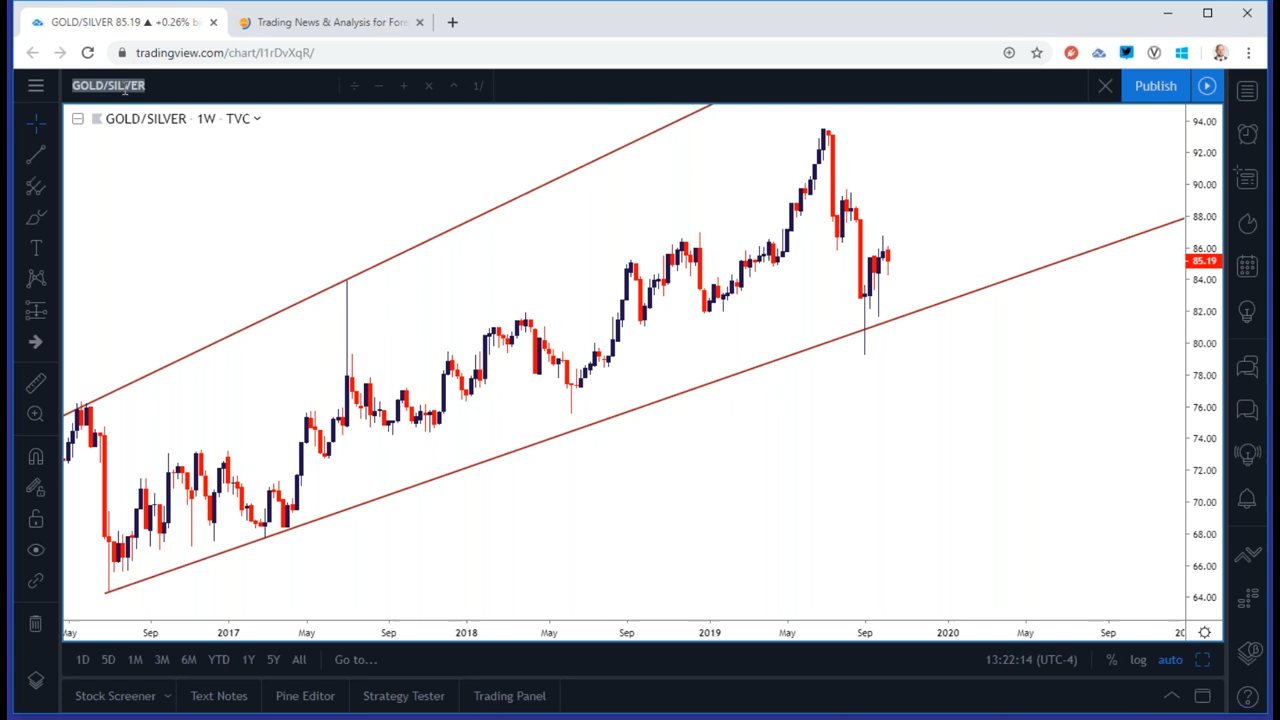 GOLD/SILVER 85.19 ▲ +0.26%
Trading News & Analysis for
tradingview.com/chart/I1rDvXqR/
GOLD/SILVER
÷ − + × ^ 1/
Publish
GOLD/SILVER · 1W · TVC
94.00
92.00
90.00
88.00
86.00
85.19
84.00
82.00
80.00
78.00
76.00
74.00
72.00
70.00
68.00
66.00
64.00
May Sep 2017 May Sep 2018 May Sep 2019 May Sep 2020 May Sep
1D 5D 1M 3M 6M YTD 1Y 5Y All Go to... 13:22:14 (UTC-4) % log auto
Stock Screener Text Notes Pine Editor Strategy Tester Trading Panel